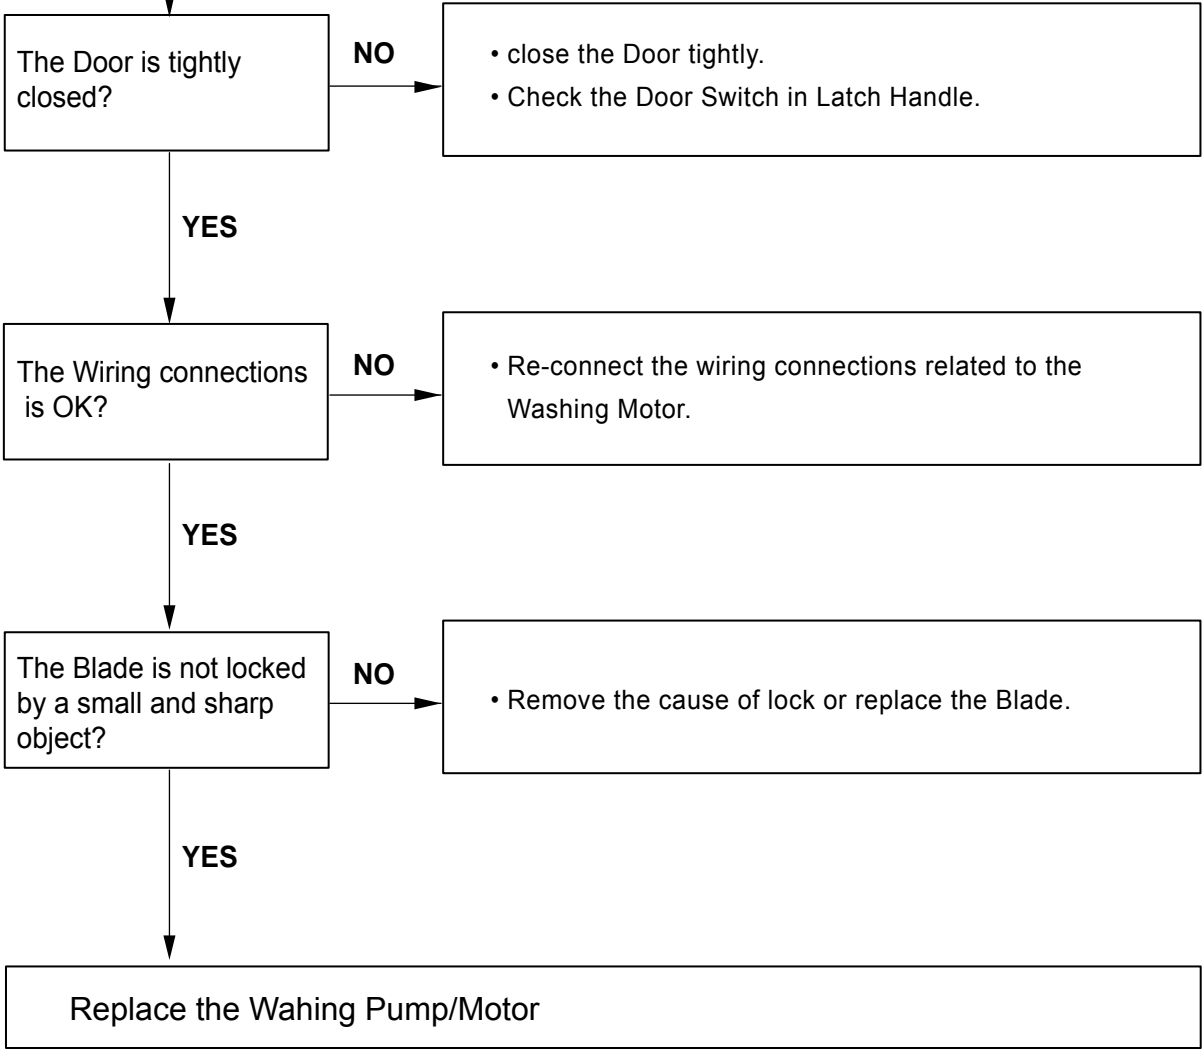 The Door is tightly
closed?
NO
• close the Door tightly.
• Check the Door Switch in Latch Handle.
YES
The Wiring connections
is OK?
NO
• Re-connect the wiring connections related to the
Washing Motor.
YES
The Blade is not locked
by a small and sharp
object?
NO
• Remove the cause of lock or replace the Blade.
YES
Replace the Wahing Pump/Motor